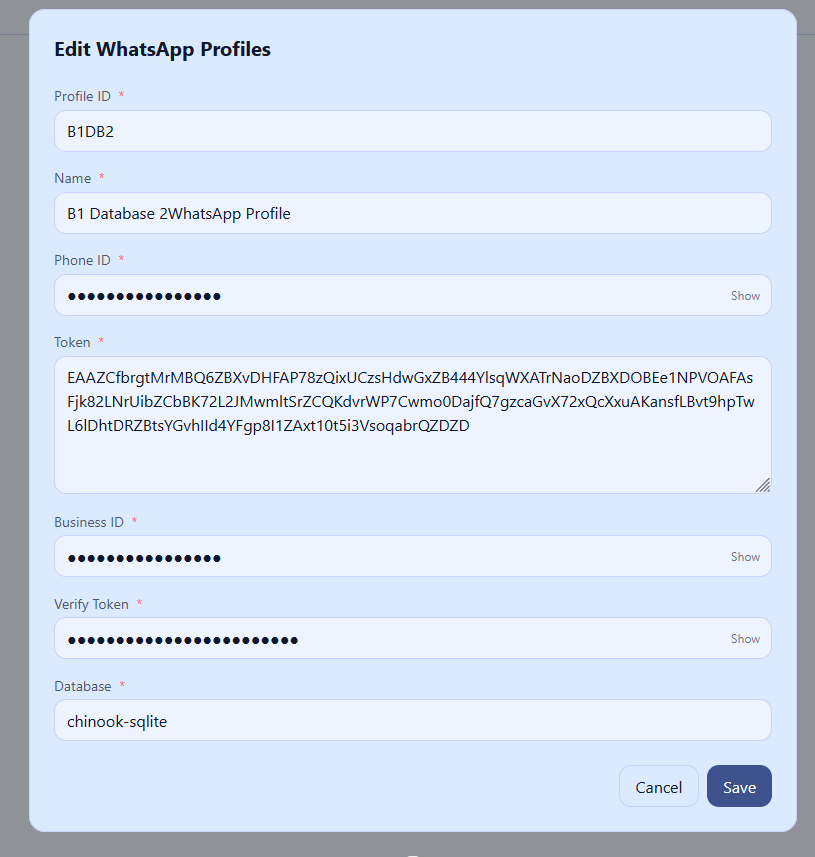 Edit WhatsApp Profiles
Profile ID *
B1DB2
Name *
B1 Database 2WhatsApp Profile
Phone ID *
●●●●●●●●●●●●●●●● Show
Token *
EAAZCfbrgtMrMBQ6ZBXvDHFAP78zQixUCzsHdwGxZB444YlsqWXATrNaoDZBXDOBEe1NPVOAFAs
Fjk82LNrUibZCbBK72L2JMwmltSrZCQKdvrWP7Cwmo0DajfQ7gzcaGvX72xQcXxuAKansfLBvt9hpTw
L6lDhtDRZBtsYGvhIId4YFgp8I1ZAxt10t5i3VsoqabrQZDZD
Business ID *
●●●●●●●●●●●●●●●● Show
Verify Token *
●●●●●●●●●●●●●●●●●●●●●●●● Show
Database *
chinook-sqlite
Cancel Save